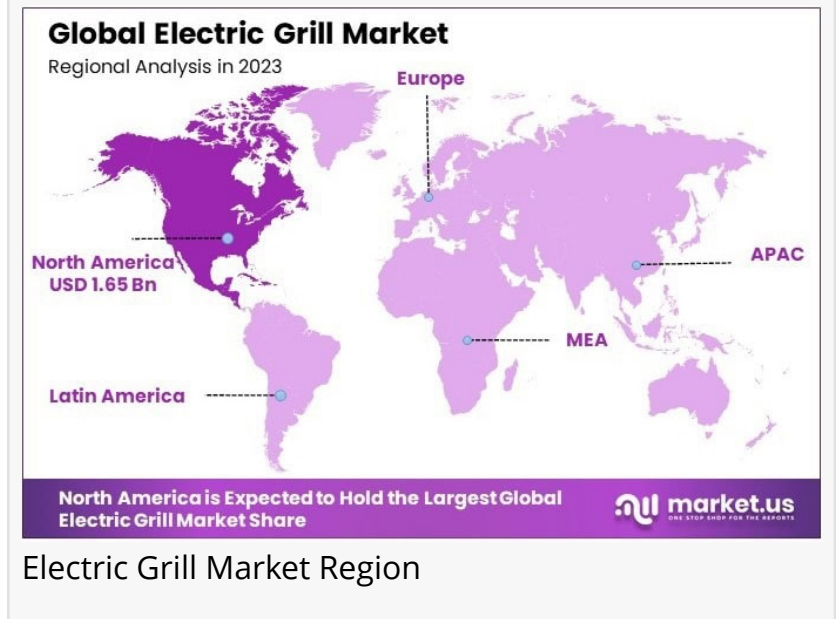 Global Electric Grill Market
Regional Analysis in 2023
Europe
North America
USD 1.65 Bn
APAC
MEA
Latin America
North America is Expected to Hold the Largest Global
Electric Grill Market Share
market.us
ONE STOP SHOP FOR THE REPORTS
Electric Grill Market Region